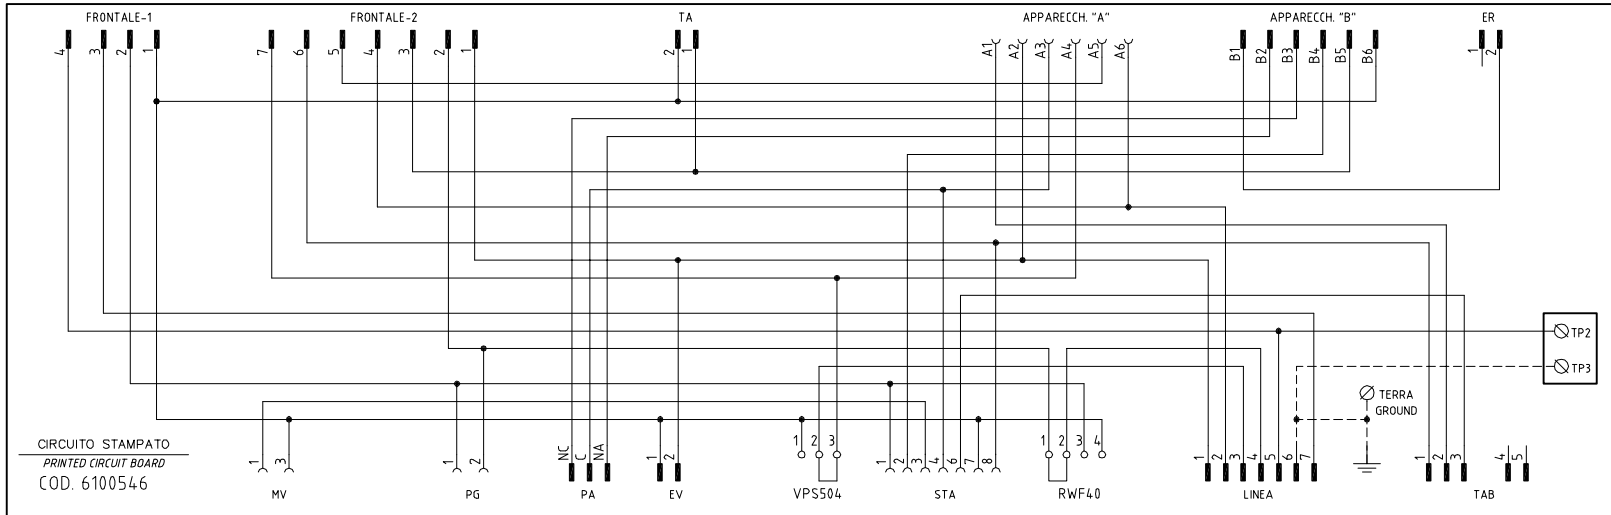 FRONTALE-1 FRONTALE-2 TA APPARECCH. "A" APPARECCH. "B" ER
4 3 2 1 7 6 5 4 3 2 1 2 1 A1 A2 A3 A4 A5 A6 B1 B2 B3 B4 B5 B6 1 2
TP2
TP3
TERRA
GROUND
CIRCUITO STAMPATO
PRINTED CIRCUIT BOARD
COD. 6100546
1 3 1 2 NC C NA 1 2 1 2 3 1 2 3 4 6 7 8 1 2 3 4 1 2 3 4 5 6 7 1 2 3 4 5
MV PG PA EV VPS504 STA RWF40 LINEA TAB